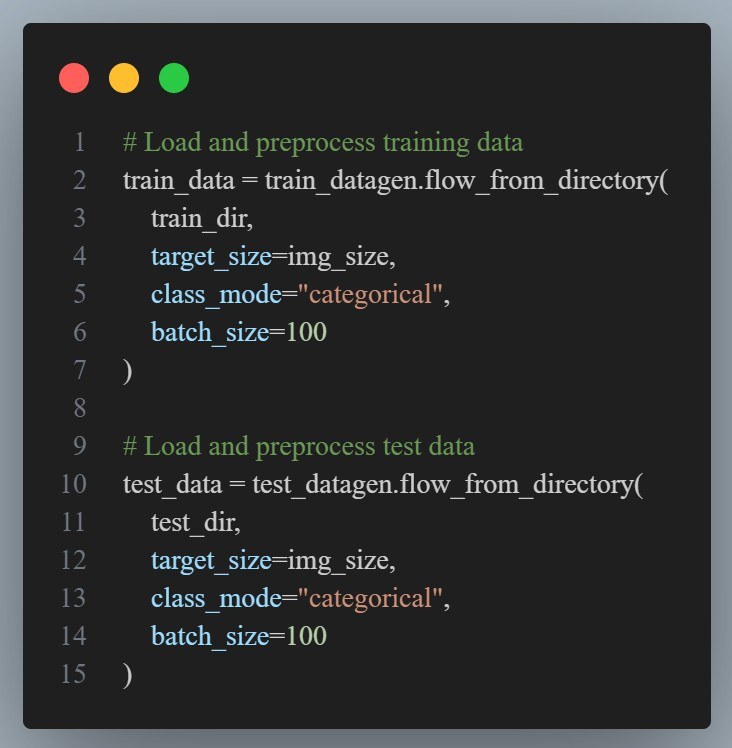 1 # Load and preprocess training data
2 train_data = train_datagen.flow_from_directory(
3     train_dir,
4     target_size=img_size,
5     class_mode="categorical",
6     batch_size=100
7 )
8
9 # Load and preprocess test data
10 test_data = test_datagen.flow_from_directory(
11     test_dir,
12     target_size=img_size,
13     class_mode="categorical",
14     batch_size=100
15 )